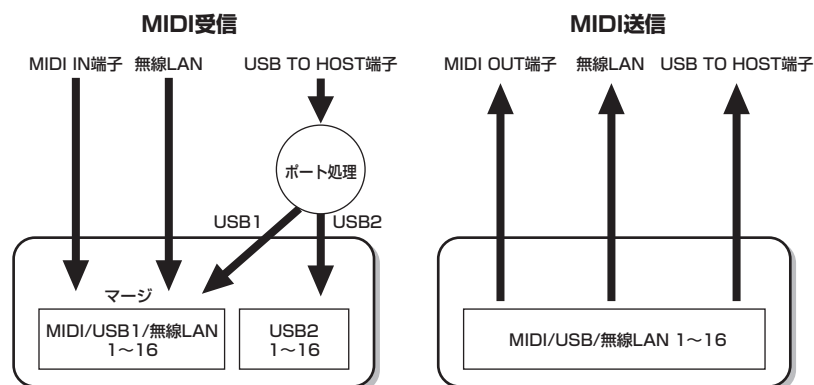 MIDI受信
MIDI IN端子 無線LAN USB TO HOST端子
ポート処理
USB1 USB2
マージ
MIDI/USB1/無線LAN
1～16
USB2
1～16
MIDI送信
MIDI OUT端子 無線LAN USB TO HOST端子
MIDI/USB/無線LAN 1～16